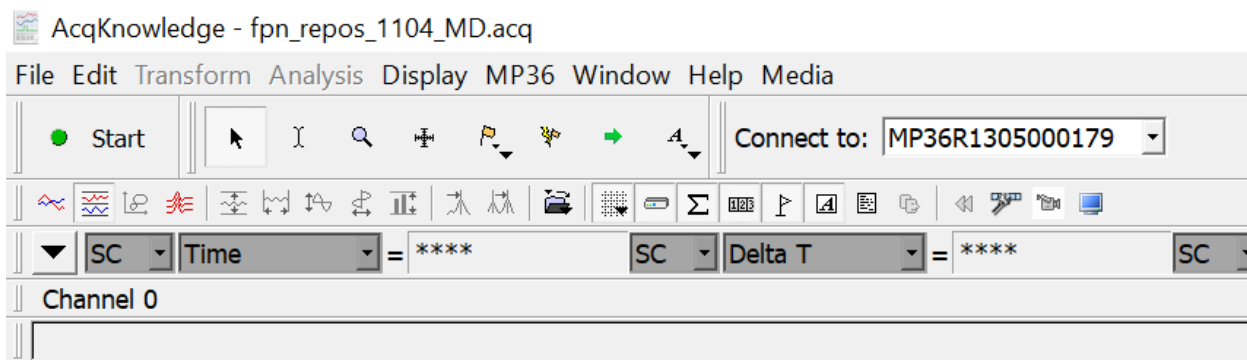 AcqKnowledge - fpn_repos_1104_MD.acq
File Edit Transform Analysis Display MP36 Window Help Media
Start A Connect to: MP36R1305000179
123 A
SC Time = **** SC Delta T = **** SC
Channel 0